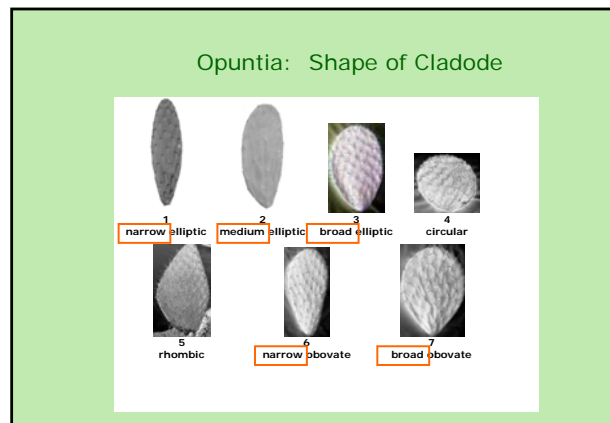 Opuntia: Shape of Cladode
1 2 3 4
narrow elliptic medium elliptic broad elliptic circular
5 6 7
rhombic narrow obovate broad obovate